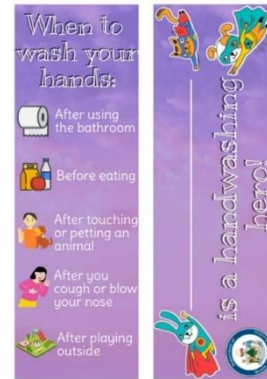 When to
wash your
hands:
After using
the bathroom
Before eating
After touching
or petting an
animal
After you
cough or blow
your nose
After playing
outside
is a handwashing
hero!